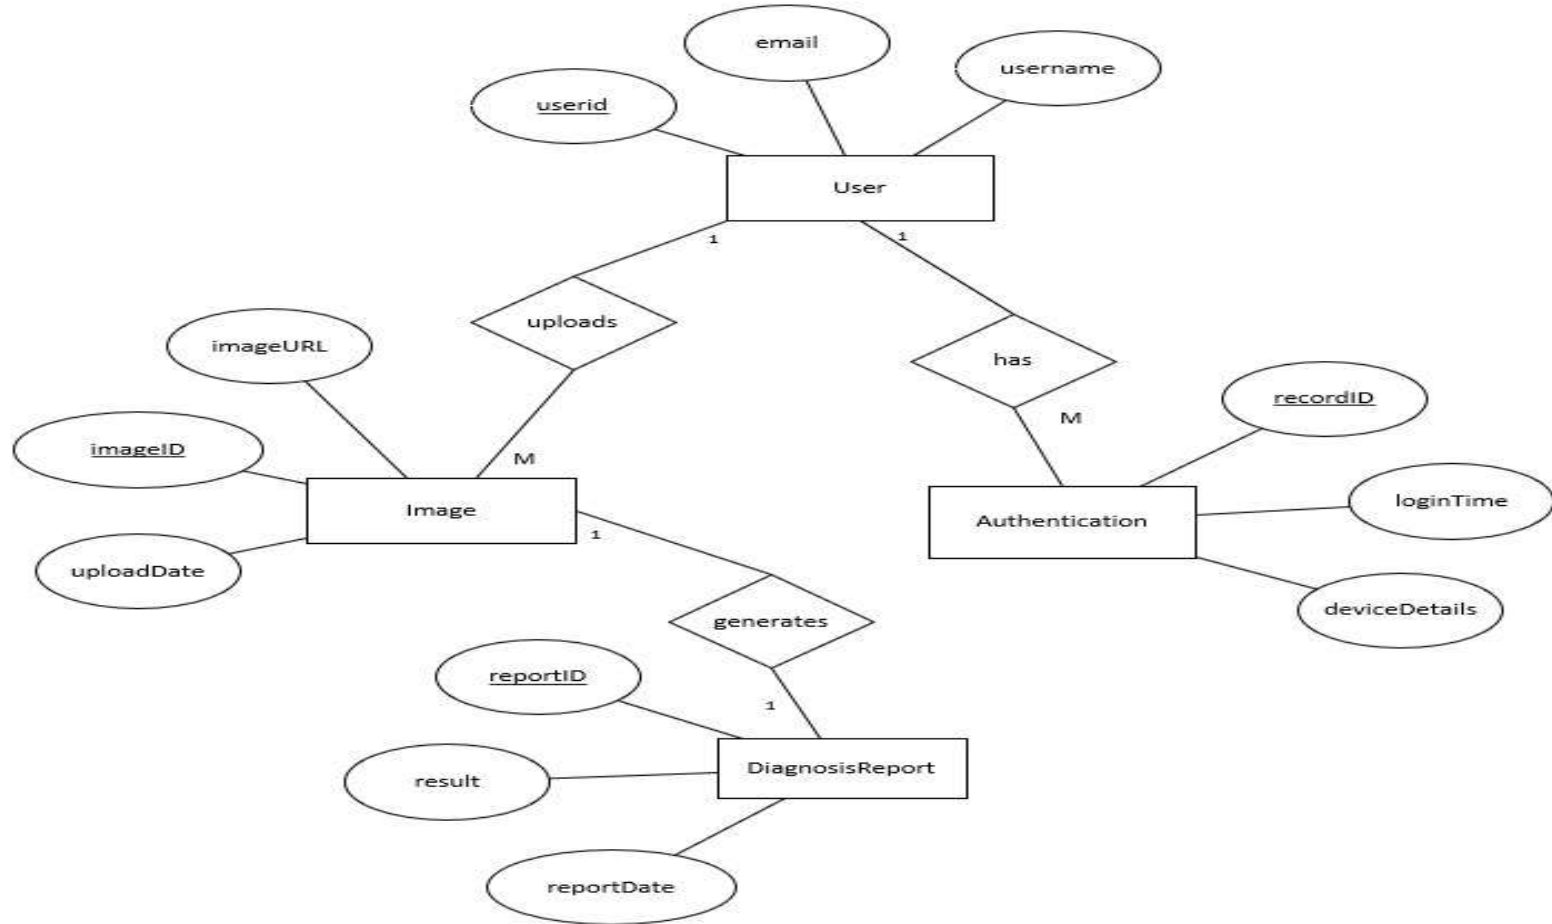 email
username
userid
User
1
1
uploads
imageURL
has
recordID
M
imageID
M
loginTime
Image
Authentication
1
uploadDate
deviceDetails
generates
reportID
1
DiagnosisReport
result
reportDate